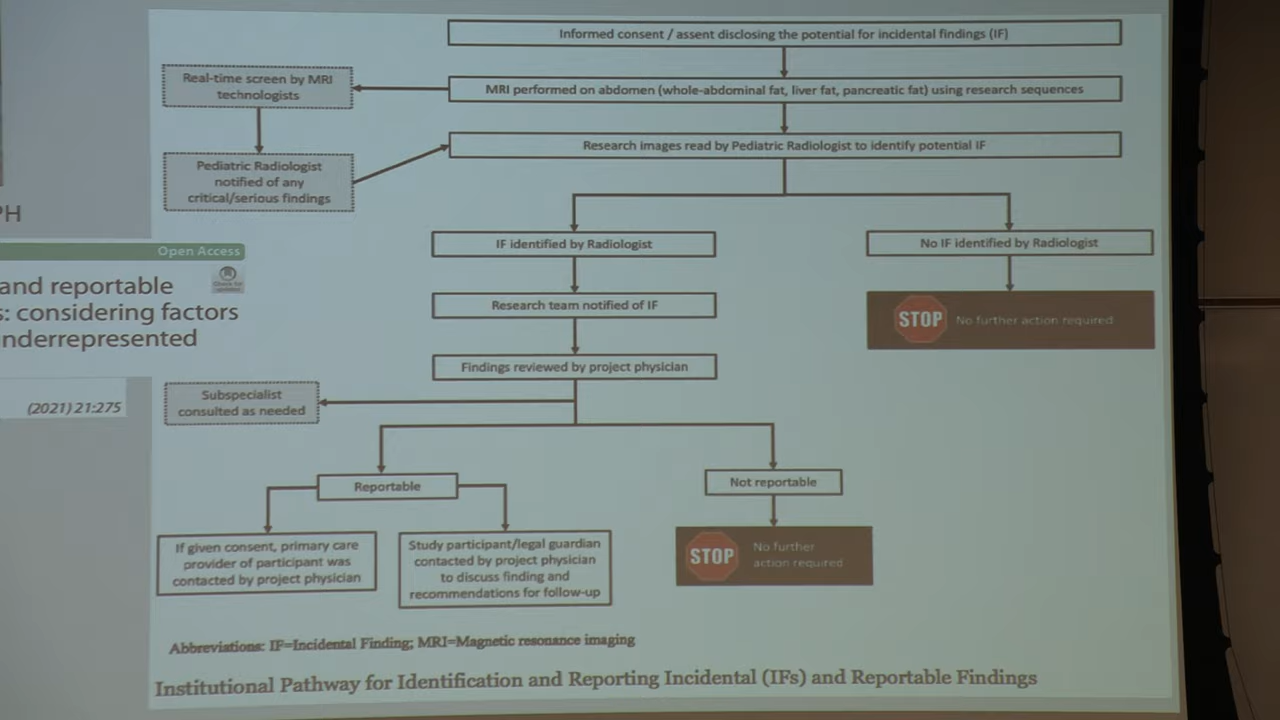 Informed consent / assent disclosing the potential for incidental findings (IF)
Real-time screen by MRI
technologists
MRI performed on abdomen (whole-abdominal fat, liver fat, pancreatic fat) using research sequences
Research images read by Pediatric Radiologist to identify potential IF
Pediatric Radiologist
notified of any
critical/serious findings
PH
Open Access
and reportable
s: considering factors
nderrepresented
(2021) 21:275
IF identified by Radiologist
No IF identified by Radiologist
Research team notified of IF
STOP
No further action required
Findings reviewed by project physician
Subspecialist
consulted as needed
Reportable
Not reportable
If given consent, primary care
provider of participant was
contacted by project physician
Study participant/legal guardian
contacted by project physician
to discuss finding and
recommendations for follow-up
STOP
No further
action required
Abbreviations: IF=Incidental Finding; MRI=Magnetic resonance imaging
Institutional Pathway for Identification and Reporting Incidental (IFs) and Reportable Findings